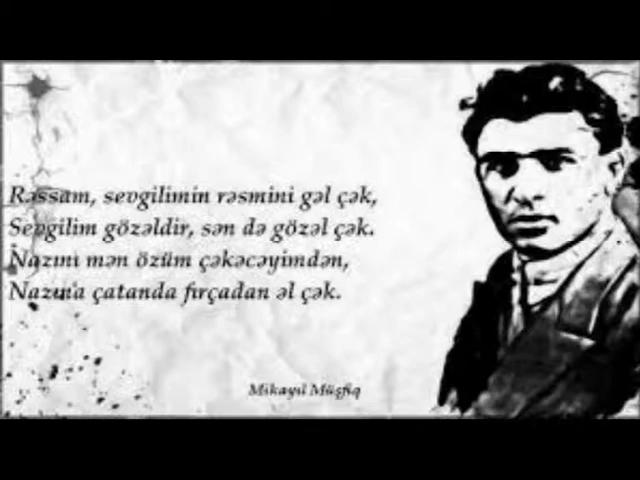 Rəssam, sevgilimin rəsmini gəl çək,
Sevgilim gözəldir, sən də gözəl çək.
Nazını mən özüm çəkəcəyimdən,
Nazına çatanda fırçadan əl çək.
Mikayıl Müşfiq